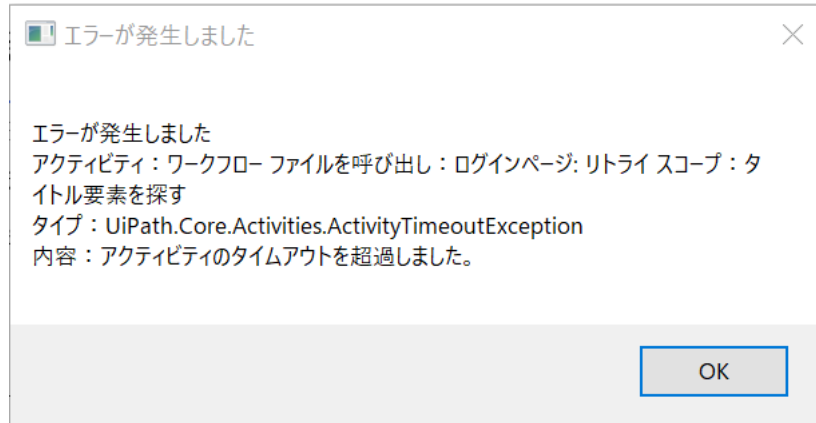 エラーが発生しました
エラーが発生しました
アクティビティ：ワークフロー ファイルを呼び出し：ログインページ: リトライ スコープ：タ
イトル要素を探す
タイプ：UiPath.Core.Activities.ActivityTimeoutException
内容：アクティビティのタイムアウトを超過しました。
OK